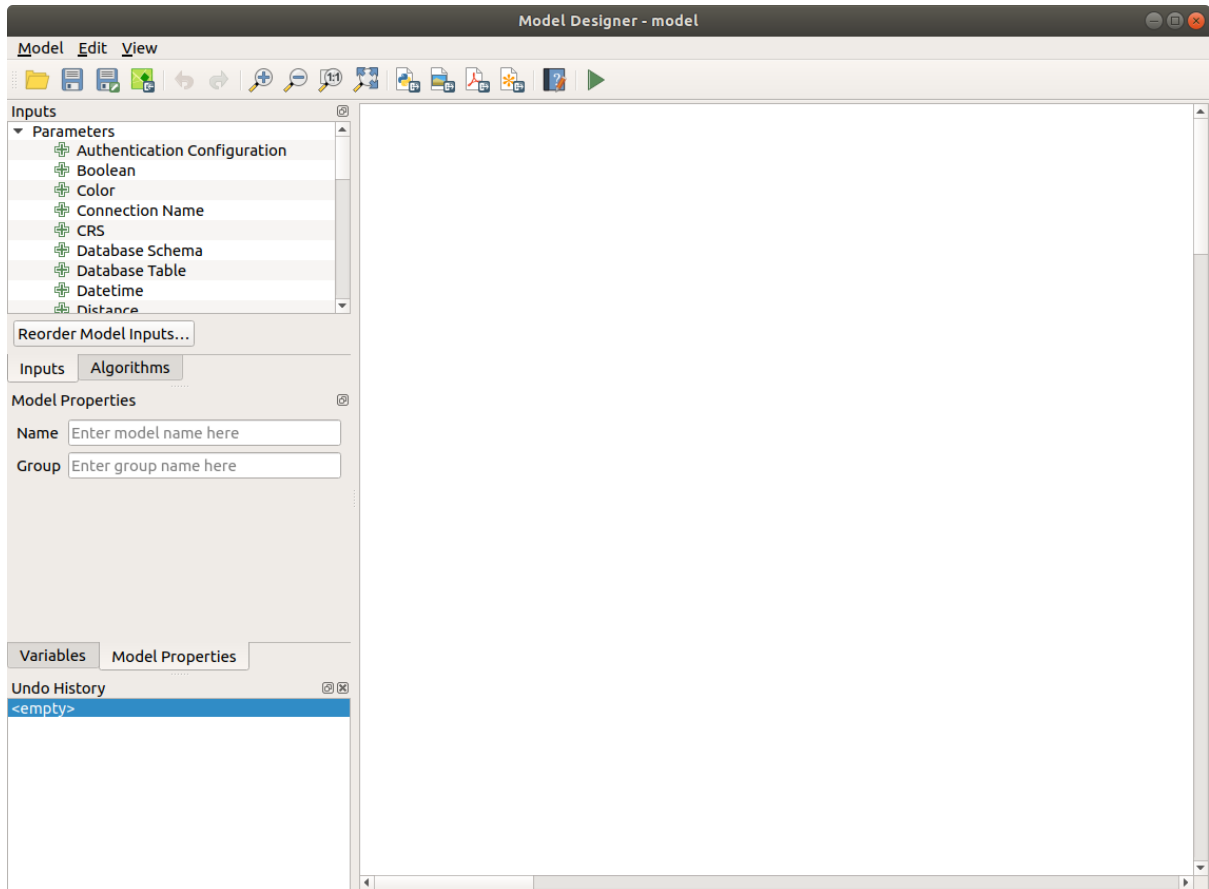 Model Designer - model
Model Edit View
1:1
Inputs
Parameters
Authentication Configuration
Boolean
Color
Connection Name
CRS
Database Schema
Database Table
Datetime
Distance
Reorder Model Inputs...
Inputs Algorithms
Model Properties
Name Enter model name here
Group Enter group name here
Variables Model Properties
Undo History
<empty>